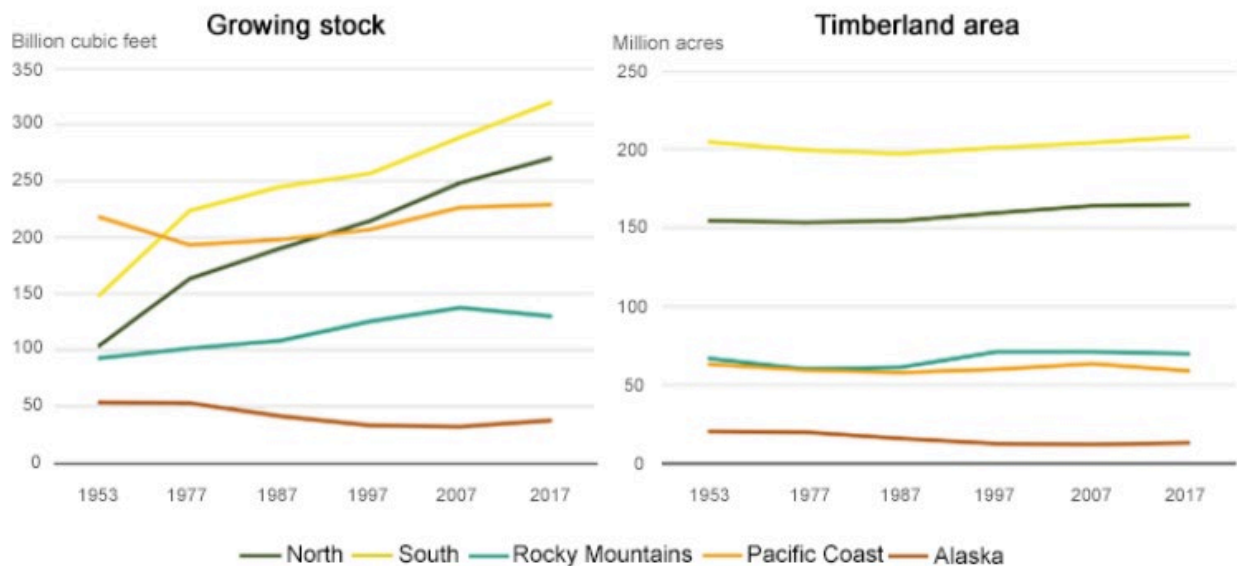 Growing stock
Billion cubic feet
350
300
250
200
150
100
50
0
1953 1977 1987 1997 2007 2017
Timberland area
Million acres
250
200
150
100
50
0
1953 1977 1987 1997 2007 2017
North South Rocky Mountains Pacific Coast Alaska